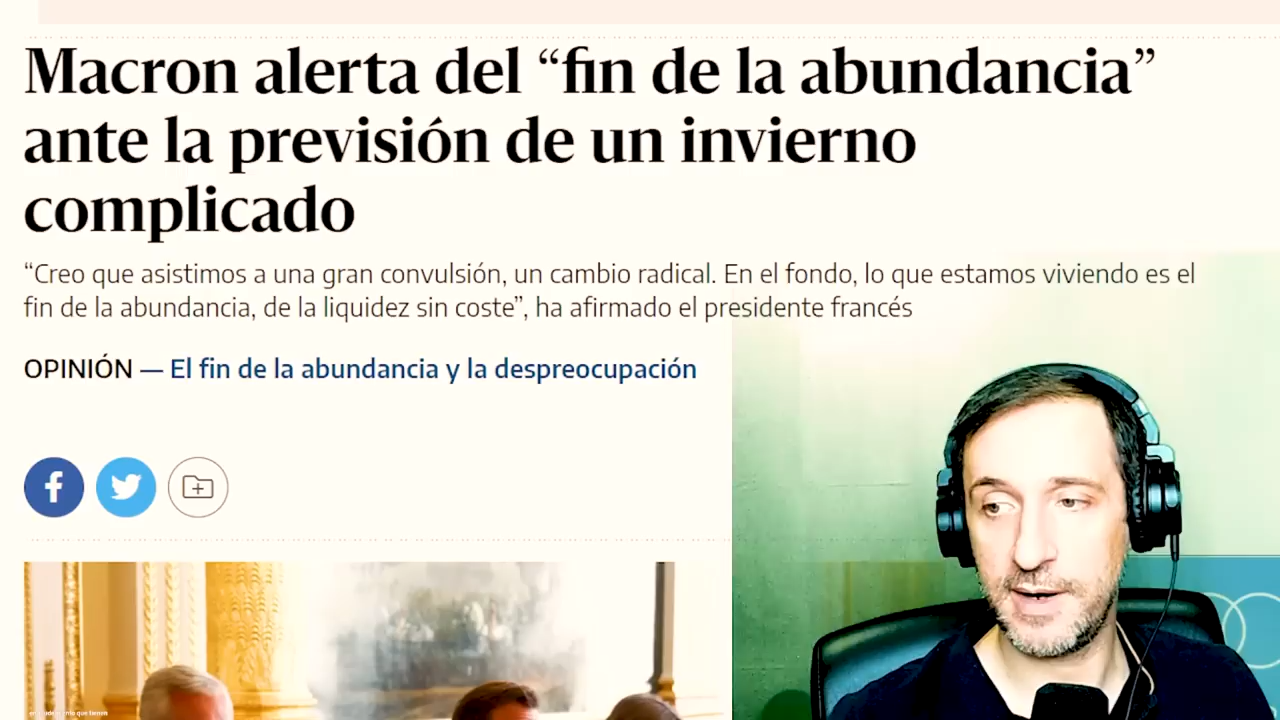 Macron alerta del “fin de la abundancia”
ante la previsión de un invierno
complicado
“Creo que asistimos a una gran convulsión, un cambio radical. En el fondo, lo que estamos viviendo es el
fin de la abundancia, de la liquidez sin coste”, ha afirmado el presidente francés
OPINIÓN — El fin de la abundancia y la despreocupación
que tienes